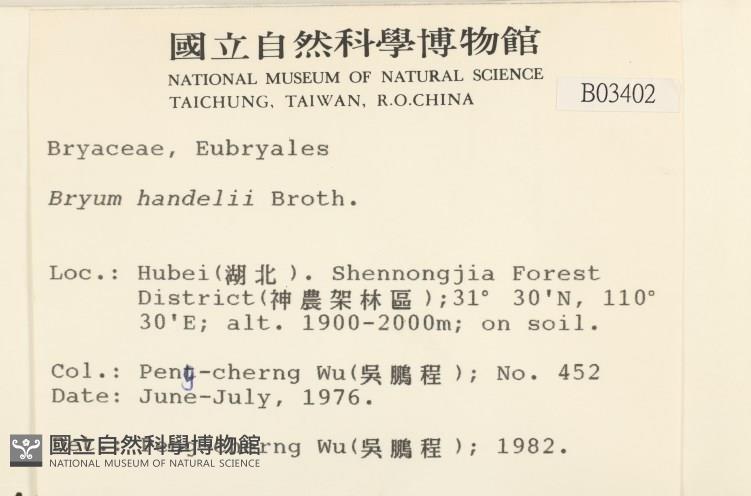 國立自然科學博物館
NATIONAL MUSEUM OF NATURAL SCIENCE
TAICHUNG, TAIWAN, R.O.CHINA
B03402
Bryaceae, Eubryales
Bryum handelii Broth.
Loc.: Hubei(湖北). Shennongjia Forest
District(神農架林區);31° 30'N, 110°
30'E; alt. 1900-2000m; on soil.
Col.: Peng-cherng Wu(吳鵬程); No. 452
Date: June-July, 1976.
rng Wu(吳鵬程); 1982.
國立自然科學博物館
NATIONAL MUSEUM OF NATURAL SCIENCE